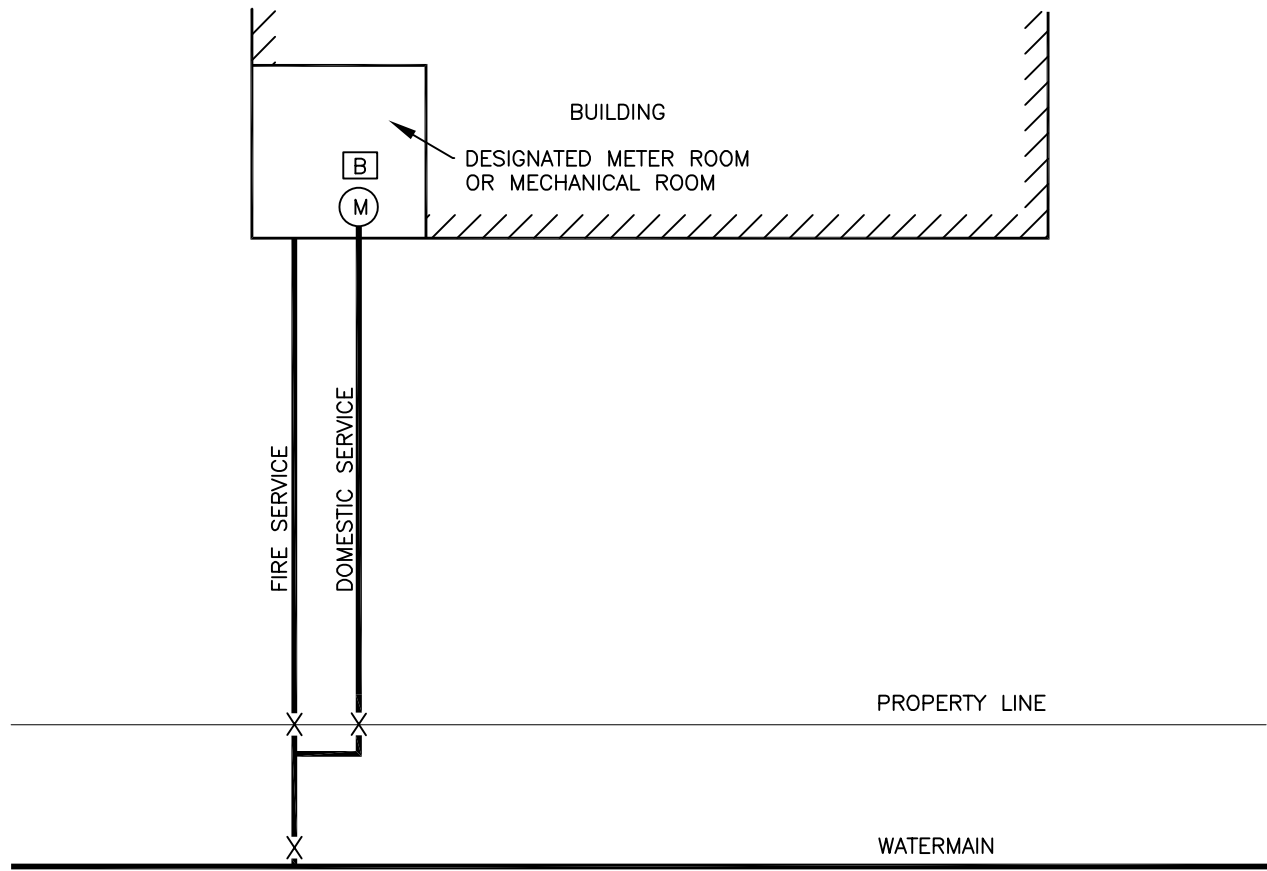 BUILDING
DESIGNATED METER ROOM
OR MECHANICAL ROOM
B
M
FIRE SERVICE
DOMESTIC SERVICE
PROPERTY LINE
WATERMAIN